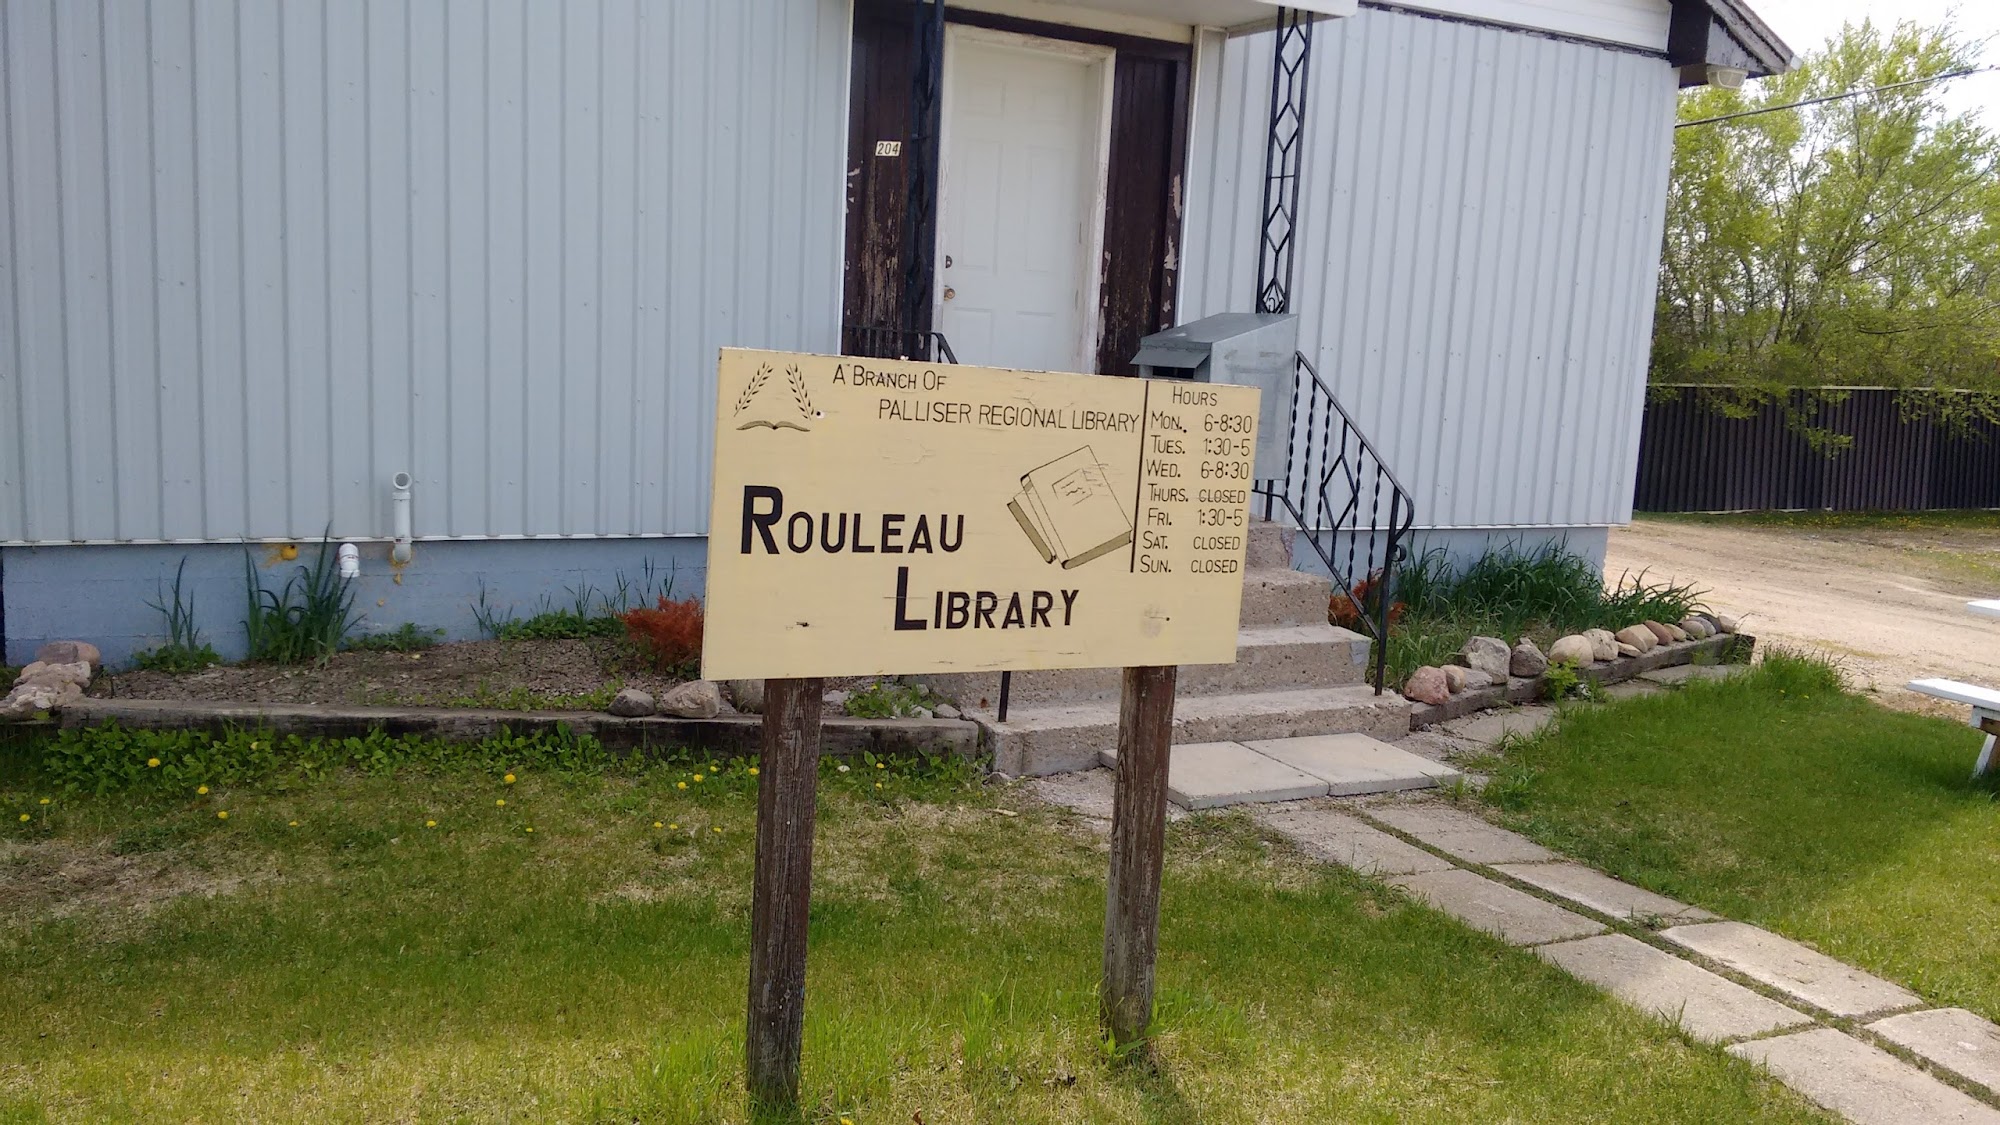 204
A BRANCH OF
PALLISER REGIONAL LIBRARY
ROULEAU
LIBRARY
HOURS
MON. 6-8:30
TUES. 1:30-5
WED. 6-8:30
THURS. CLOSED
FRI. 1:30-5
SAT. CLOSED
SUN. CLOSED